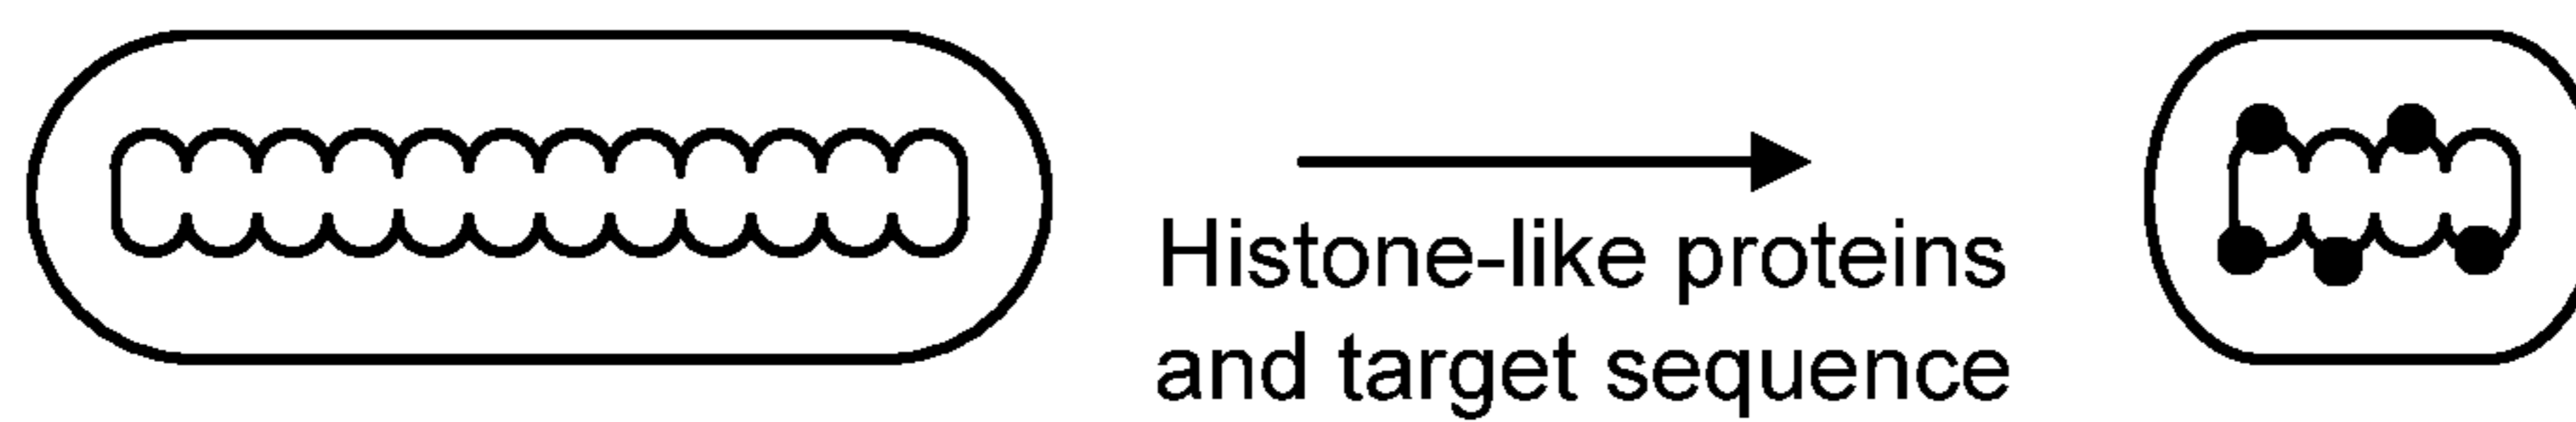 Histone-like proteins
and target sequence